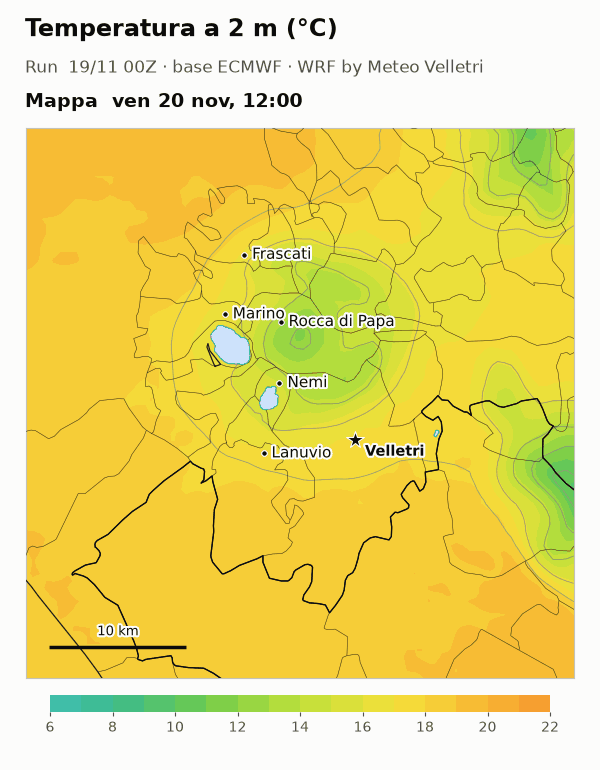 Temperatura a 2 m (°C)
Run  19/11 00Z · base ECMWF · WRF by Meteo Velletri
Mappa  ven 20 nov, 12:00
Frascati
Marino
Rocca di Papa
Nemi
Velletri
Lanuvio
10 km
6 8 10 12 14 16 18 20 22